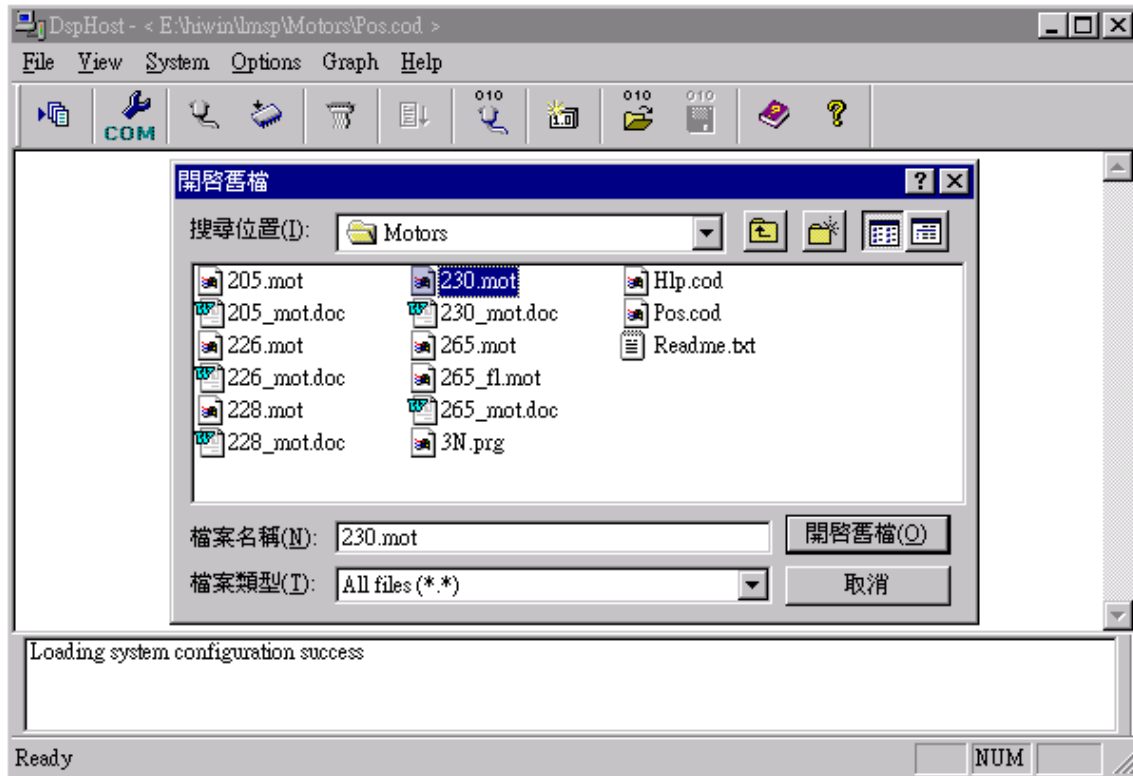 DspHost - < E:\hiwin\lmsp\Motors\Pos.cod >
File View System Options Graph Help
COM 010 1.0 010 010
開啓舊檔
搜尋位置(I): Motors
205.mot 230.mot Hlp.cod
205_mot.doc 230_mot.doc Pos.cod
226.mot 265.mot Readme.txt
226_mot.doc 265_fl.mot
228.mot 265_mot.doc
228_mot.doc 3N.prg
檔案名稱(N): 230.mot 開啓舊檔(O)
檔案類型(T): All files (*.*) 取消
Loading system configuration success
Ready NUM